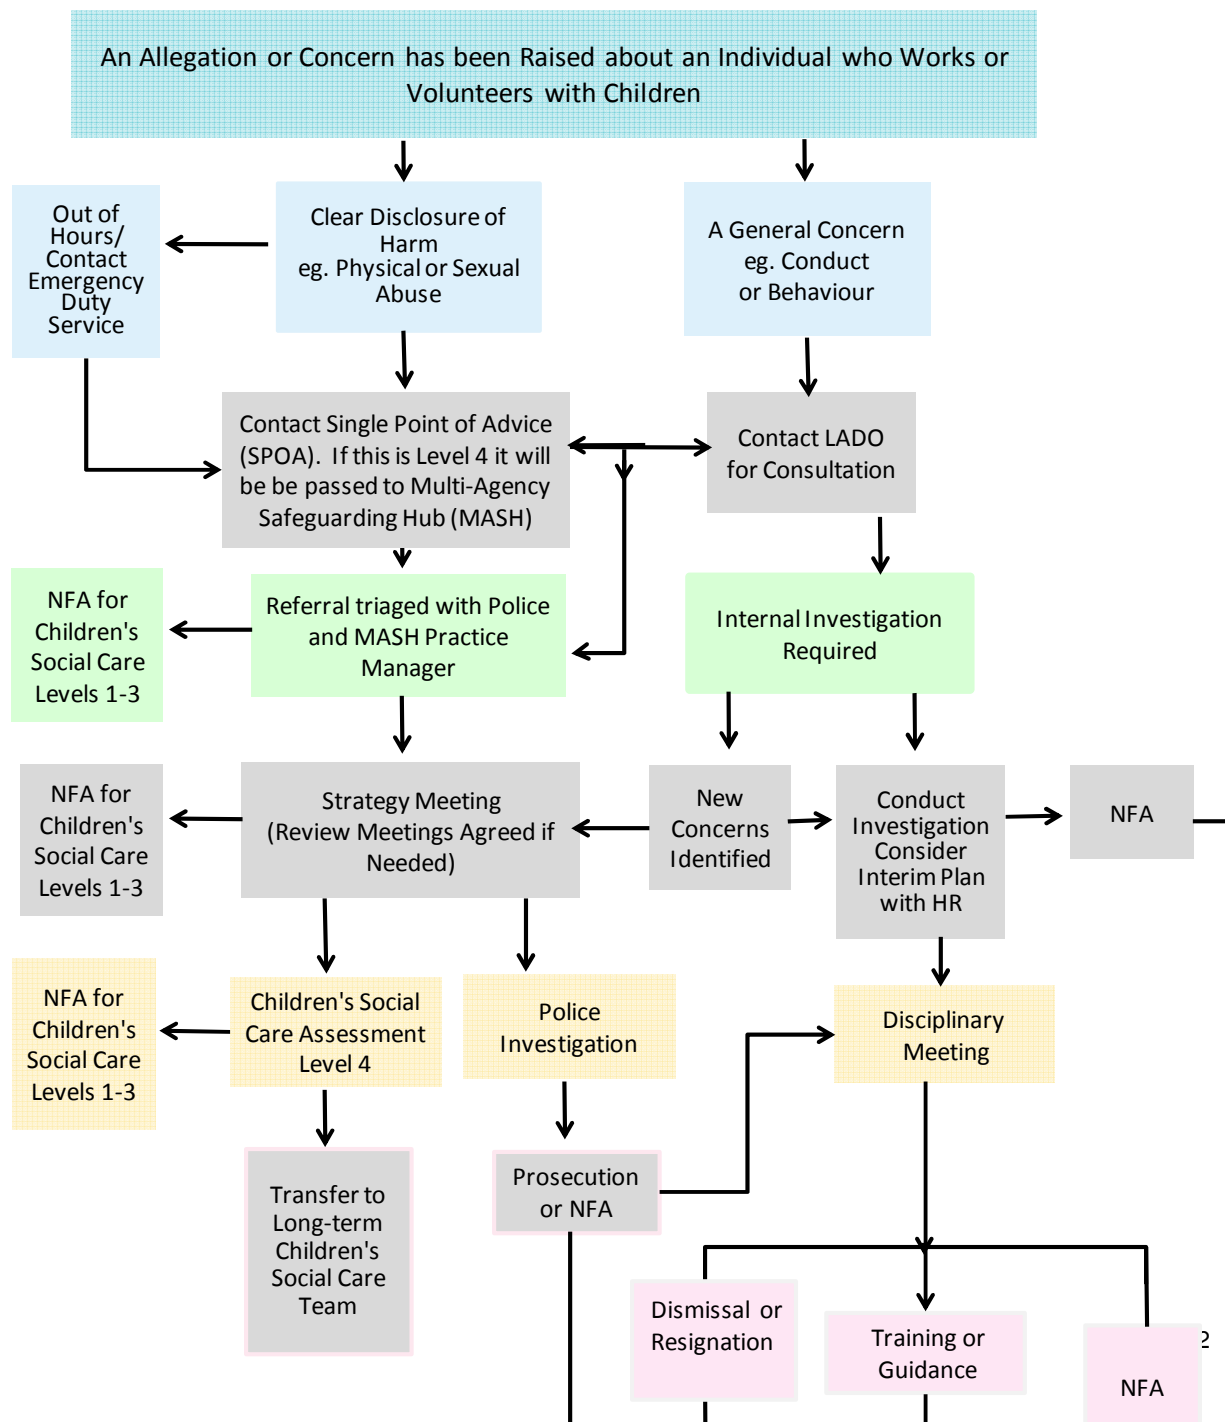 An Allegation or Concern has been Raised about an Individual who Works or
Volunteers with Children
Out of
Hours/
Contact
Emergency
Duty
Service
Clear Disclosure of
Harm
eg. Physical or Sexual
Abuse
A General Concern
eg. Conduct
or Behaviour
Contact Single Point of Advice
(SPOA). If this is Level 4 it will
be be passed to Multi-Agency
Safeguarding Hub (MASH)
Contact LADO
for Consultation
NFA for
Children's
Social Care
Levels 1-3
Referral triaged with Police
and MASH Practice
Manager
Internal Investigation
Required
NFA for
Children's
Social Care
Levels 1-3
Strategy Meeting
(Review Meetings Agreed if
Needed)
New
Concerns
Identified
Conduct
Investigation
Consider
Interim Plan
with HR
NFA
NFA for
Children's
Social Care
Levels 1-3
Children's Social
Care Assessment
Level 4
Police
Investigation
Disciplinary
Meeting
Transfer to
Long-term
Children's
Social Care
Team
Prosecution
or NFA
Dismissal or
Resignation
Training or
Guidance
NFA
2